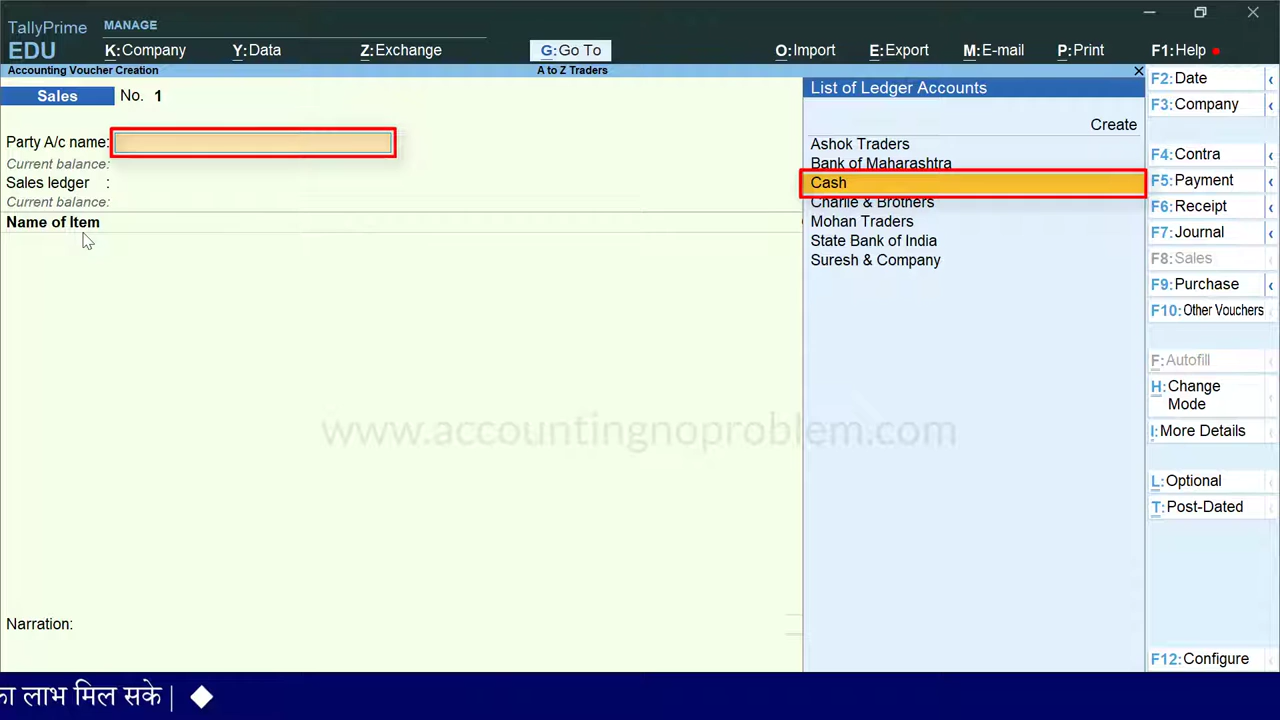 TallyPrime
EDU
MANAGE
K:Company
Y:Data
Z:Exchange
G:Go To
O:Import
E:Export
M:E-mail
P:Print
F1:Help
Accounting Voucher Creation
A to Z Traders
Sales No. 1
Party A/c name:
Current balance:
Sales ledger :
Current balance:
Name of Item
Narration:
List of Ledger Accounts
Create
Ashok Traders
Bank of Maharashtra
Cash
Charlie & Brothers
Mohan Traders
State Bank of India
Suresh & Company
F2:Date
F3:Company
F4:Contra
F5:Payment
F6:Receipt
F7:Journal
F8:Sales
F9:Purchase
F10:Other Vouchers
F:Autofill
H:Change
Mode
I:More Details
L:Optional
T:Post-Dated
F12:Configure
www.accountingnoproblem.com
का लाभ मिल सके |